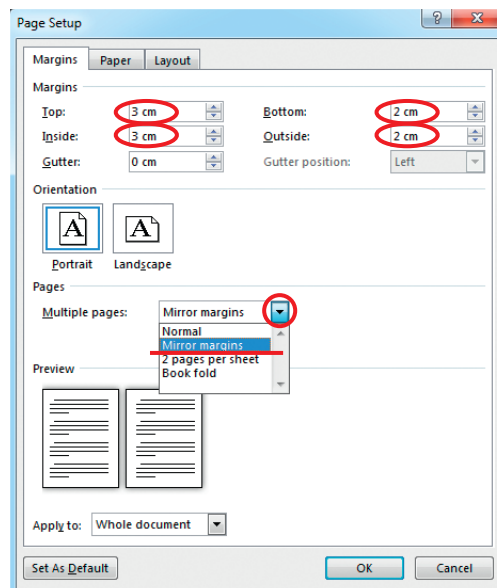 Page Setup
? X
Margins Paper Layout
Margins
Top: 3 cm Bottom: 2 cm
Inside: 3 cm Outside: 2 cm
Gutter: 0 cm Gutter position: Left
Orientation
A A
Portrait Landscape
Pages
Multiple pages: Mirror margins
Normal
Mirror margins
2 pages per sheet
Book fold
Preview
Apply to: Whole document
Set As Default OK Cancel